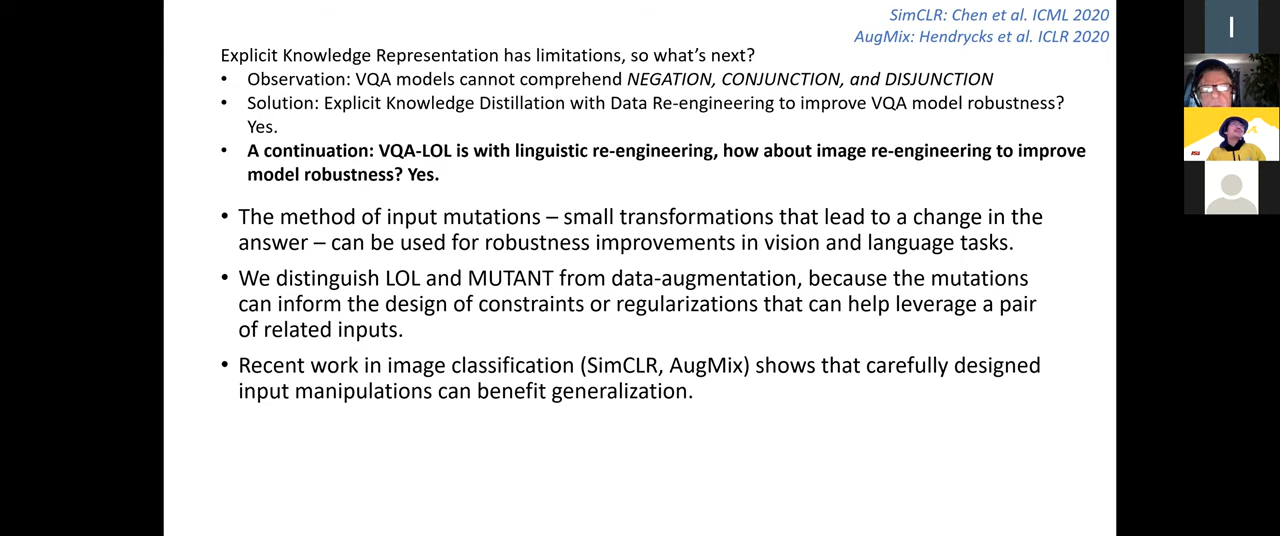 SimCLR: Chen et al. ICML 2020
AugMix: Hendrycks et al. ICLR 2020
Explicit Knowledge Representation has limitations, so what's next?
• Observation: VQA models cannot comprehend NEGATION, CONJUNCTION, and DISJUNCTION
• Solution: Explicit Knowledge Distillation with Data Re-engineering to improve VQA model robustness?
Yes.
• A continuation: VQA-LOL is with linguistic re-engineering, how about image re-engineering to improve
model robustness? Yes.
• The method of input mutations – small transformations that lead to a change in the
answer – can be used for robustness improvements in vision and language tasks.
• We distinguish LOL and MUTANT from data-augmentation, because the mutations
can inform the design of constraints or regularizations that can help leverage a pair
of related inputs.
• Recent work in image classification (SimCLR, AugMix) shows that carefully designed
input manipulations can benefit generalization.
I
ASU